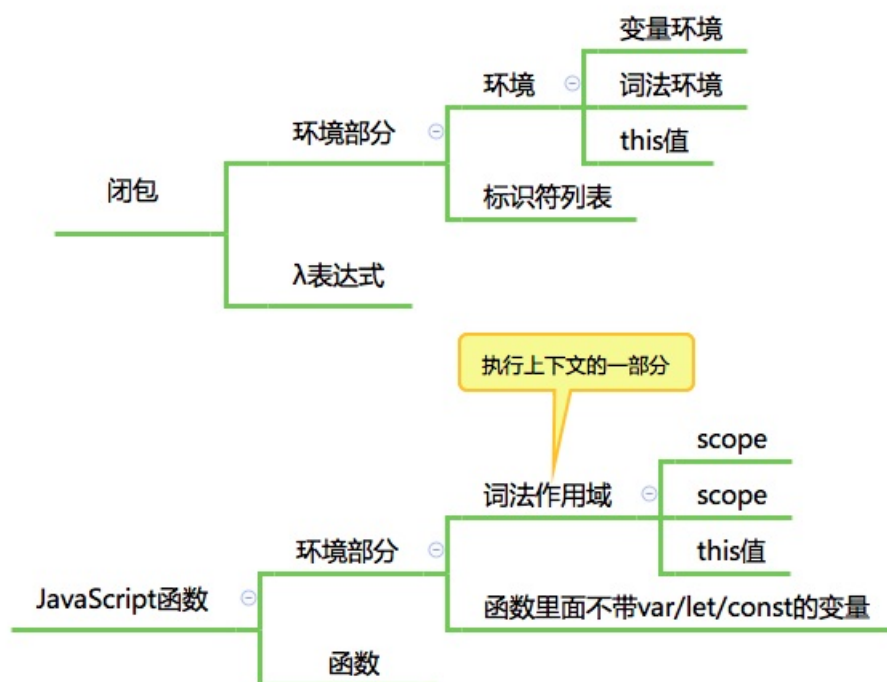 变量环境
环境
词法环境
环境部分
this值
闭包
标识符列表
λ表达式
执行上下文的一部分
scope
词法作用域
scope
环境部分
this值
JavaScript函数
函数里面不带var/let/const的变量
函数